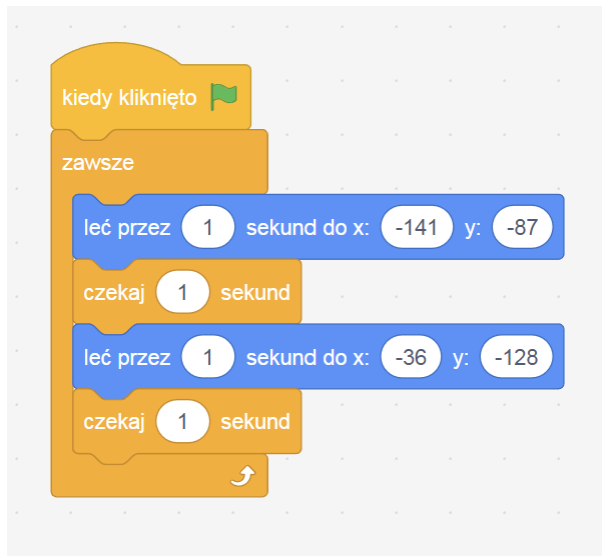 kiedy kliknięto
zawsze
leć przez 1 sekund do x: -141 y: -87
czekaj 1 sekund
leć przez 1 sekund do x: -36 y: -128
czekaj 1 sekund